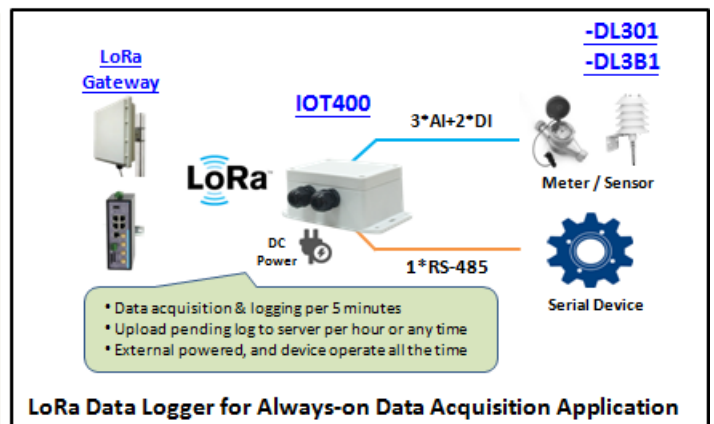 -DL301
-DL3B1
LoRa
Gateway
IOT400
3*AI+2*DI
LoRa™
Meter / Sensor
DC
Power
1*RS-485
Serial Device
• Data acquisition & logging per 5 minutes
• Upload pending log to server per hour or any time
• External powered, and device operate all the time
LoRa Data Logger for Always-on Data Acquisition Application